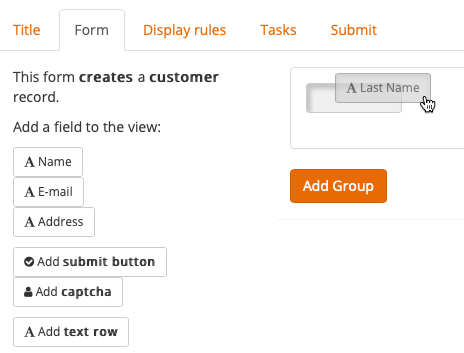 Title Form Display rules Tasks Submit
This form creates a customer
record.
Add a field to the view:
A Name
A E-mail
A Address
Add submit button
Add captcha
A Add text row
A Last Name
Add Group